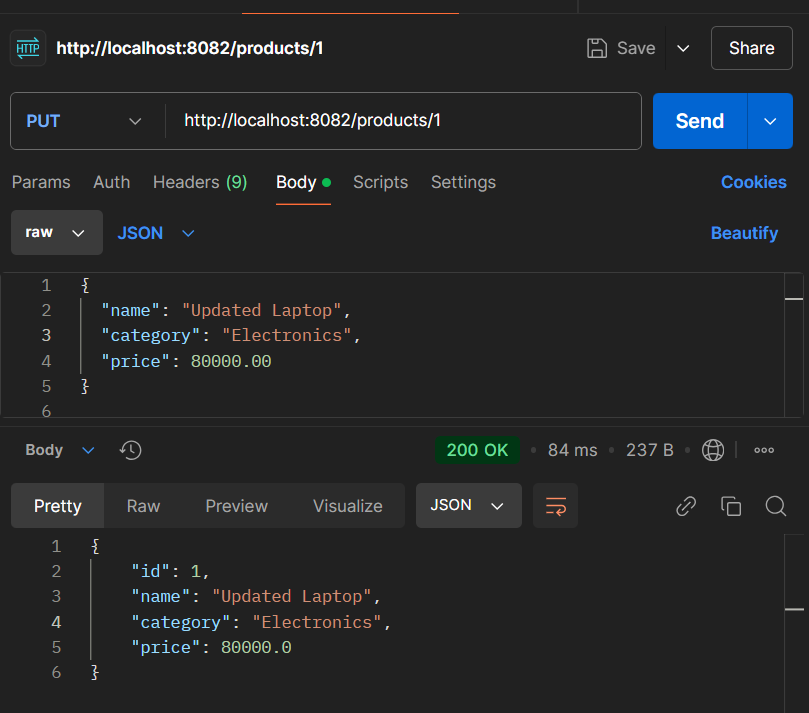 HTTP http://localhost:8082/products/1 Save Share
PUT http://localhost:8082/products/1 Send
Params Auth Headers (9) Body Scripts Settings Cookies
raw JSON Beautify
1 {
2 "name": "Updated Laptop",
3 "category": "Electronics",
4 "price": 80000.00
5 }
6
Body 200 OK 84 ms 237 B
Pretty Raw Preview Visualize JSON
1 {
2 "id": 1,
3 "name": "Updated Laptop",
4 "category": "Electronics",
5 "price": 80000.0
6 }